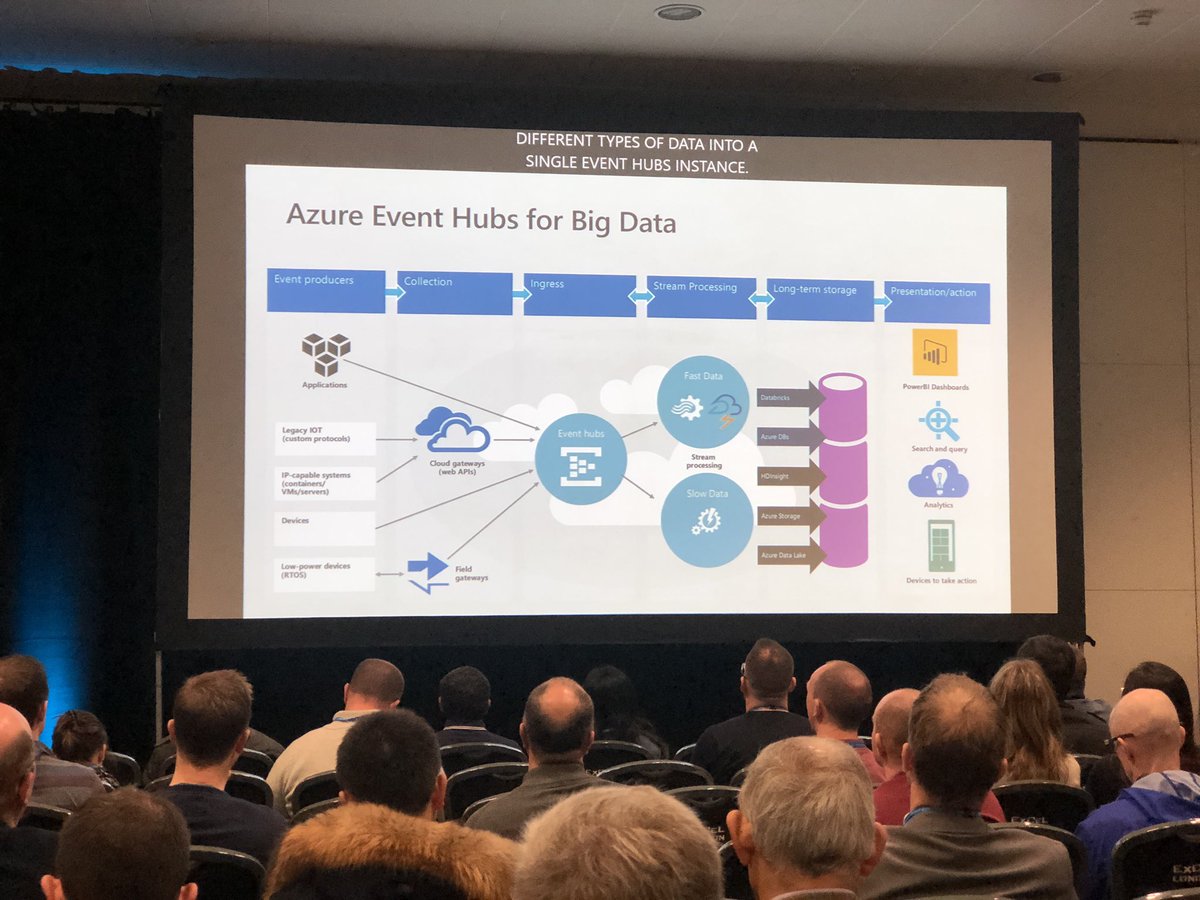 DIFFERENT TYPES OF DATA INTO A
SINGLE EVENT HUBS INSTANCE.
Azure Event Hubs for Big Data
Event producers
Collection
Ingress
Stream Processing
Long-term storage
Presentation/action
Applications
Legacy IOT
(custom protocols)
IP-capable systems
(containers/
VMs/servers)
Devices
Low-power devices
(RTOS)
Cloud gateways
(web APIs)
Field
gateways
Event hubs
Fast Data
Stream
processing
Slow Data
Databricks
Azure DBs
HDInsight
Azure Storage
Azure Data Lake
PowerBI Dashboards
Search and query
Analytics
Devices to take action
EXCEL